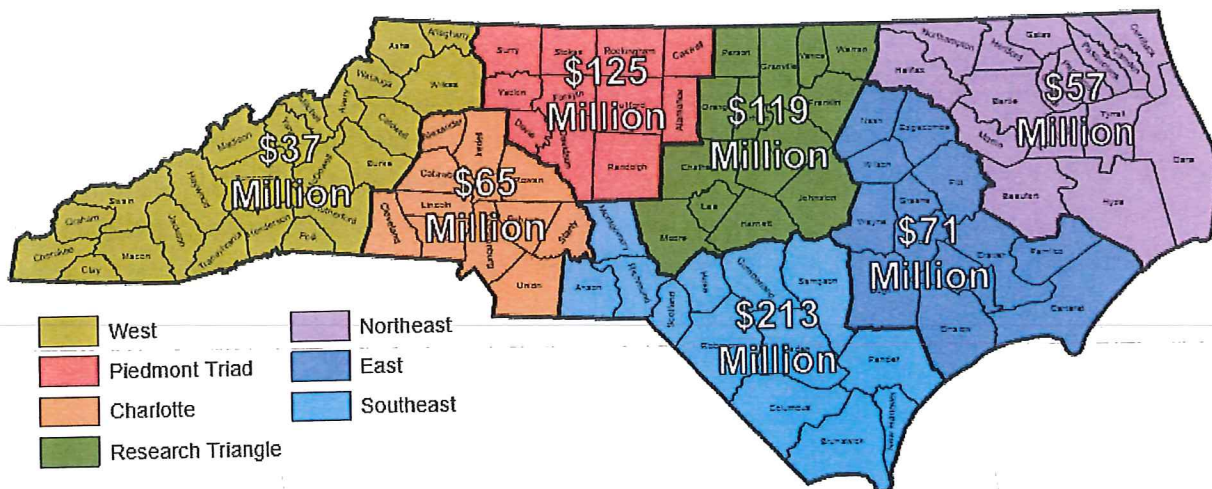 Ashe
Alleghany
Surry
Stokes
Rockingham
Caswell
Person
Granville
Vance
Warren
Northampton
Gates
Hertford
Halifax
Currituck
Watauga
Wilkes
Yadkin
$125
Million
Orange
Franklin
$119
Million
Bertie
$57
Million
Tyrrell
Dare
Avery
Caldwell
Alexander
Iredell
Davie
Alamance
Randolph
Nash
Edgecombe
Martin
Madison
$37
Million
Burke
Catawba
Rowan
$65
Million
Lincoln
Wilson
Pitt
Beaufort
Hyde
Swain
Haywood
Rutherford
Cleveland
Stanly
Lee
Harnett
Johnston
Moore
Wayne
Greene
$71
Million
Craven
Pamlico
Graham
Cherokee
Clay
Macon
Jackson
Transylvania
Henderson
Polk
Union
Anson
Montgomery
Richmond
Scotland
Hoke
Cumberland
Sampson
Onslow
Carteret
$213
Million
Pender
Columbus
Brunswick
New Hanover
West
Piedmont Triad
Charlotte
Research Triangle
Northeast
East
Southeast